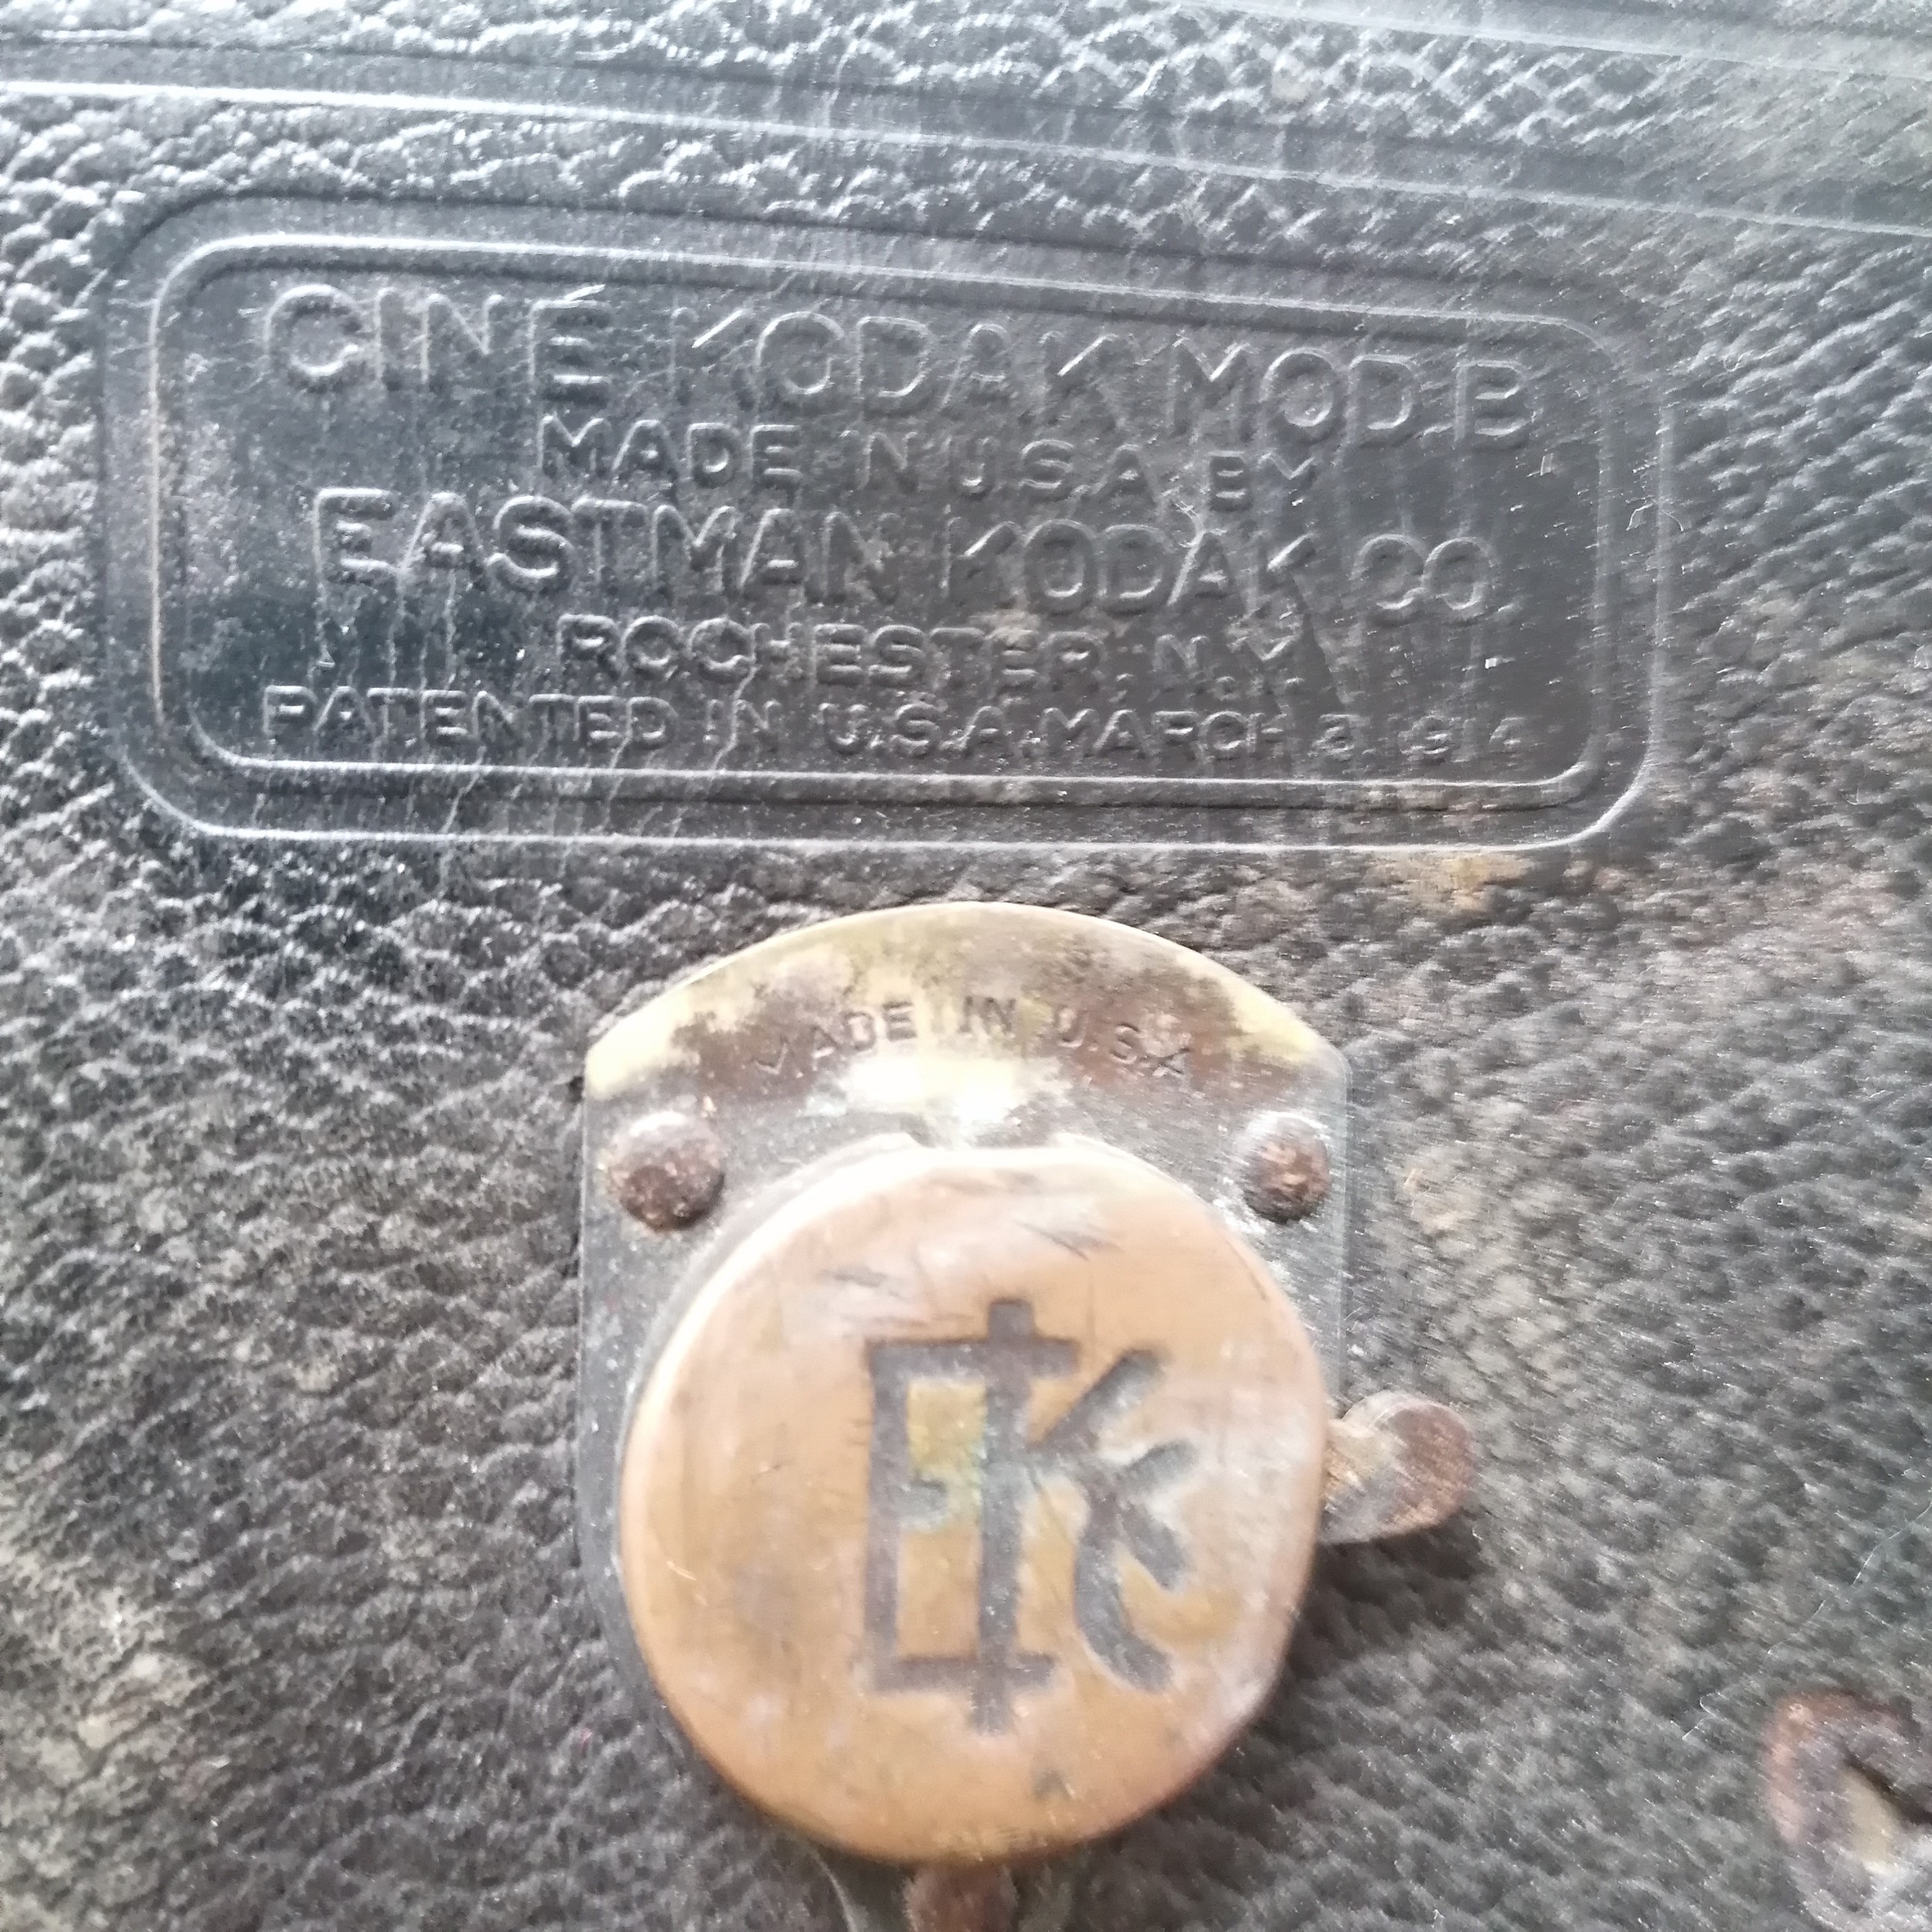 CINÉ KODAK MOD.B
MADE IN U.S.A. BY
EASTMAN KODAK CO
ROCHESTER, N.Y.
PATENTED IN U.S.A. MARCH 3, 1914
MADE IN U.S.A
EK